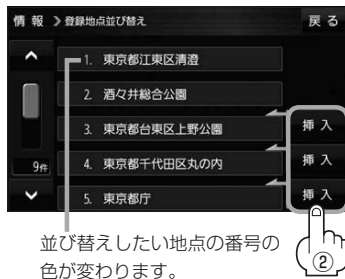 情報 > 登録地点並び替え 戻る
1. 東京都江東区清澄
2. 酒々井総合公園
3. 東京都台東区上野公園 挿入
4. 東京都千代田区丸の内 挿入
9件
5. 東京都庁 挿入
②
並び替えしたい地点の番号の
色が変わります。